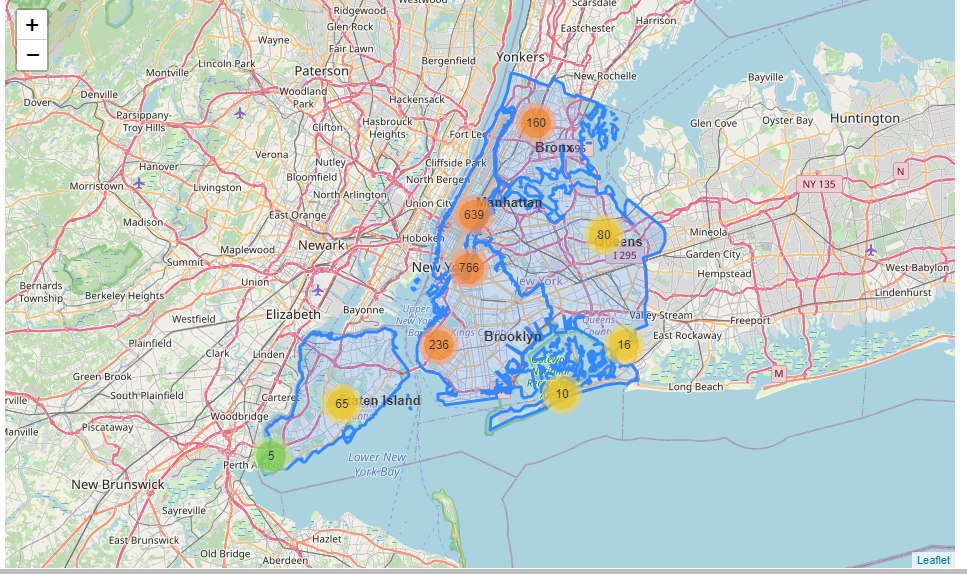 +
−
Ridgewood
Glen Rock
Westwood
Wayne
Fair Lawn
Eastchester
Harrison
Lincoln Park
Bergenfield
Yonkers
Montville
Paterson
New Rochelle
Bayville
Denville
Woodland
Park
Dover
Hackensack
Glen Cove
Oyster Bay
Huntington
Parsippany-
Troy Hills
Clifton
Hasbrouck
Heights
Fort Lee
160
Bronx
Verona
Nutley
Cliffside Park
Bloomfield
North Bergen
N
Morristown
Livingston
North Arlington
NY 135
Union City
Manhattan
East Orange
639
Madison
Hoboken
80
Queens
Mineola
Newark
Maplewood
I 295
Garden City
Summit
New York
766
Hempstead
West Babylon
Bernards
Township
Union
Berkeley Heights
Bayonne
Lindenhurst
Elizabeth
Upper
New York
Bay
Valley Stream
Freeport
Westfield
Queens
County
East Rockaway
Kings County
Brooklyn
Plainfield
236
16
Clark
Linden
M
Green Brook
Long Beach
South Plainfield
Carteret
10
65
Staten Island
Woodbridge
Piscataway
5
Perth Amboy
Lower New
York Bay
New Brunswick
Sayreville
East Brunswick
Hazlet
Old Bridge
Aberdeen
Leaflet